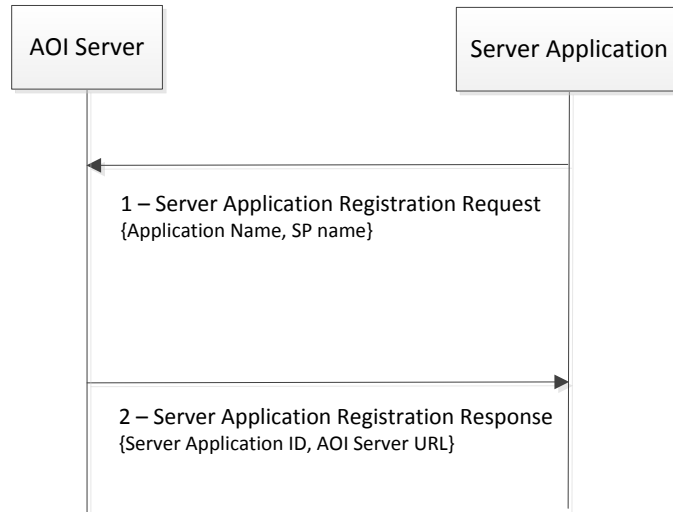 AOI Server
Server Application
1 – Server Application Registration Request
{Application Name, SP name}
2 – Server Application Registration Response
{Server Application ID, AOI Server URL}